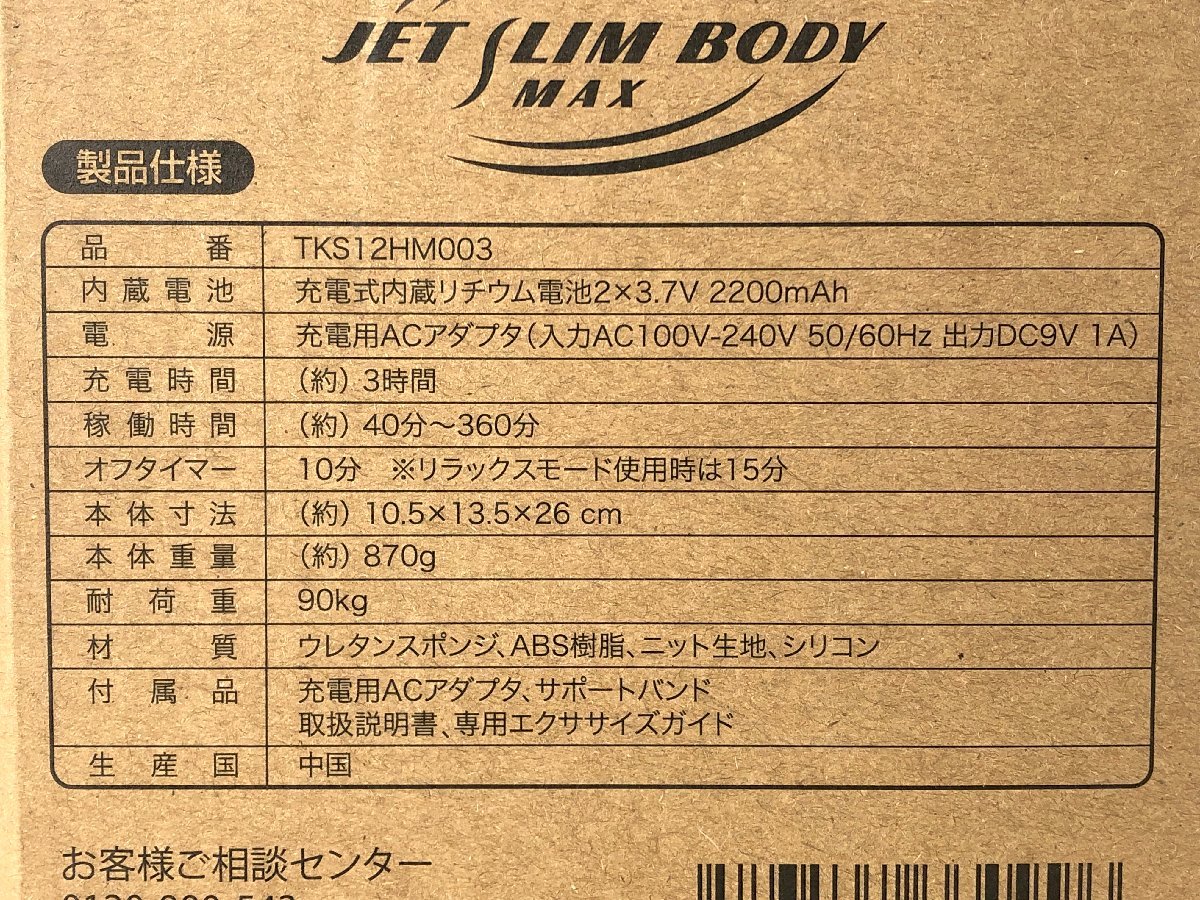 JET SLIM BODY
MAX
製品仕様
品番 TKS12HM003
内蔵電池 充電式内蔵リチウム電池2×3.7V 2200mAh
電源 充電用ACアダプタ（入力AC100V-240V 50/60Hz 出力DC9V 1A）
充電時間 （約）3時間
稼働時間 （約）40分～360分
オフタイマー 10分　※リラックスモード使用時は15分
本体寸法 （約）10.5×13.5×26 cm
本体重量 （約）870g
耐荷重 90kg
材質 ウレタンスポンジ、ABS樹脂、ニット生地、シリコン
付属品 充電用ACアダプタ、サポートバンド
取扱説明書、専用エクササイズガイド
生産国 中国
お客様ご相談センター